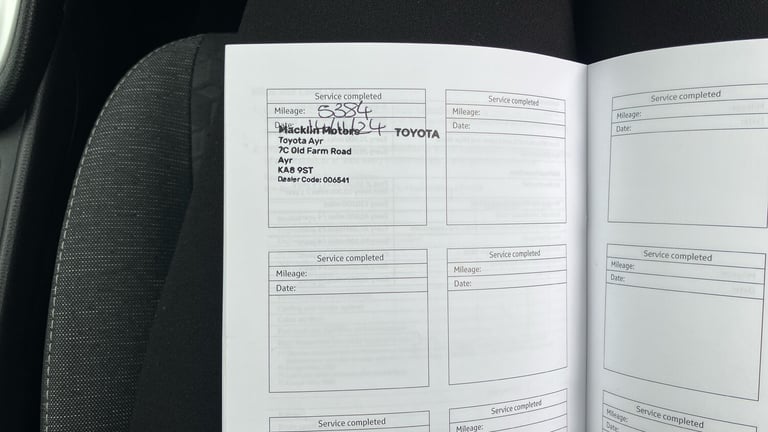 Service completed
Mileage: 5384
Date: 14/11/24
Macklin Motors TOYOTA
Toyota Ayr
7C Old Farm Road
Ayr
KA8 9ST
Dealer Code: 006541
Service completed
Mileage:
Date:
Service completed
Mileage:
Date:
Service completed
Mileage:
Date:
Service completed
Mileage:
Date:
Service completed
Mileage:
Date:
Service completed
Service completed
Mileage:
Service completed
Mileage:
Date: